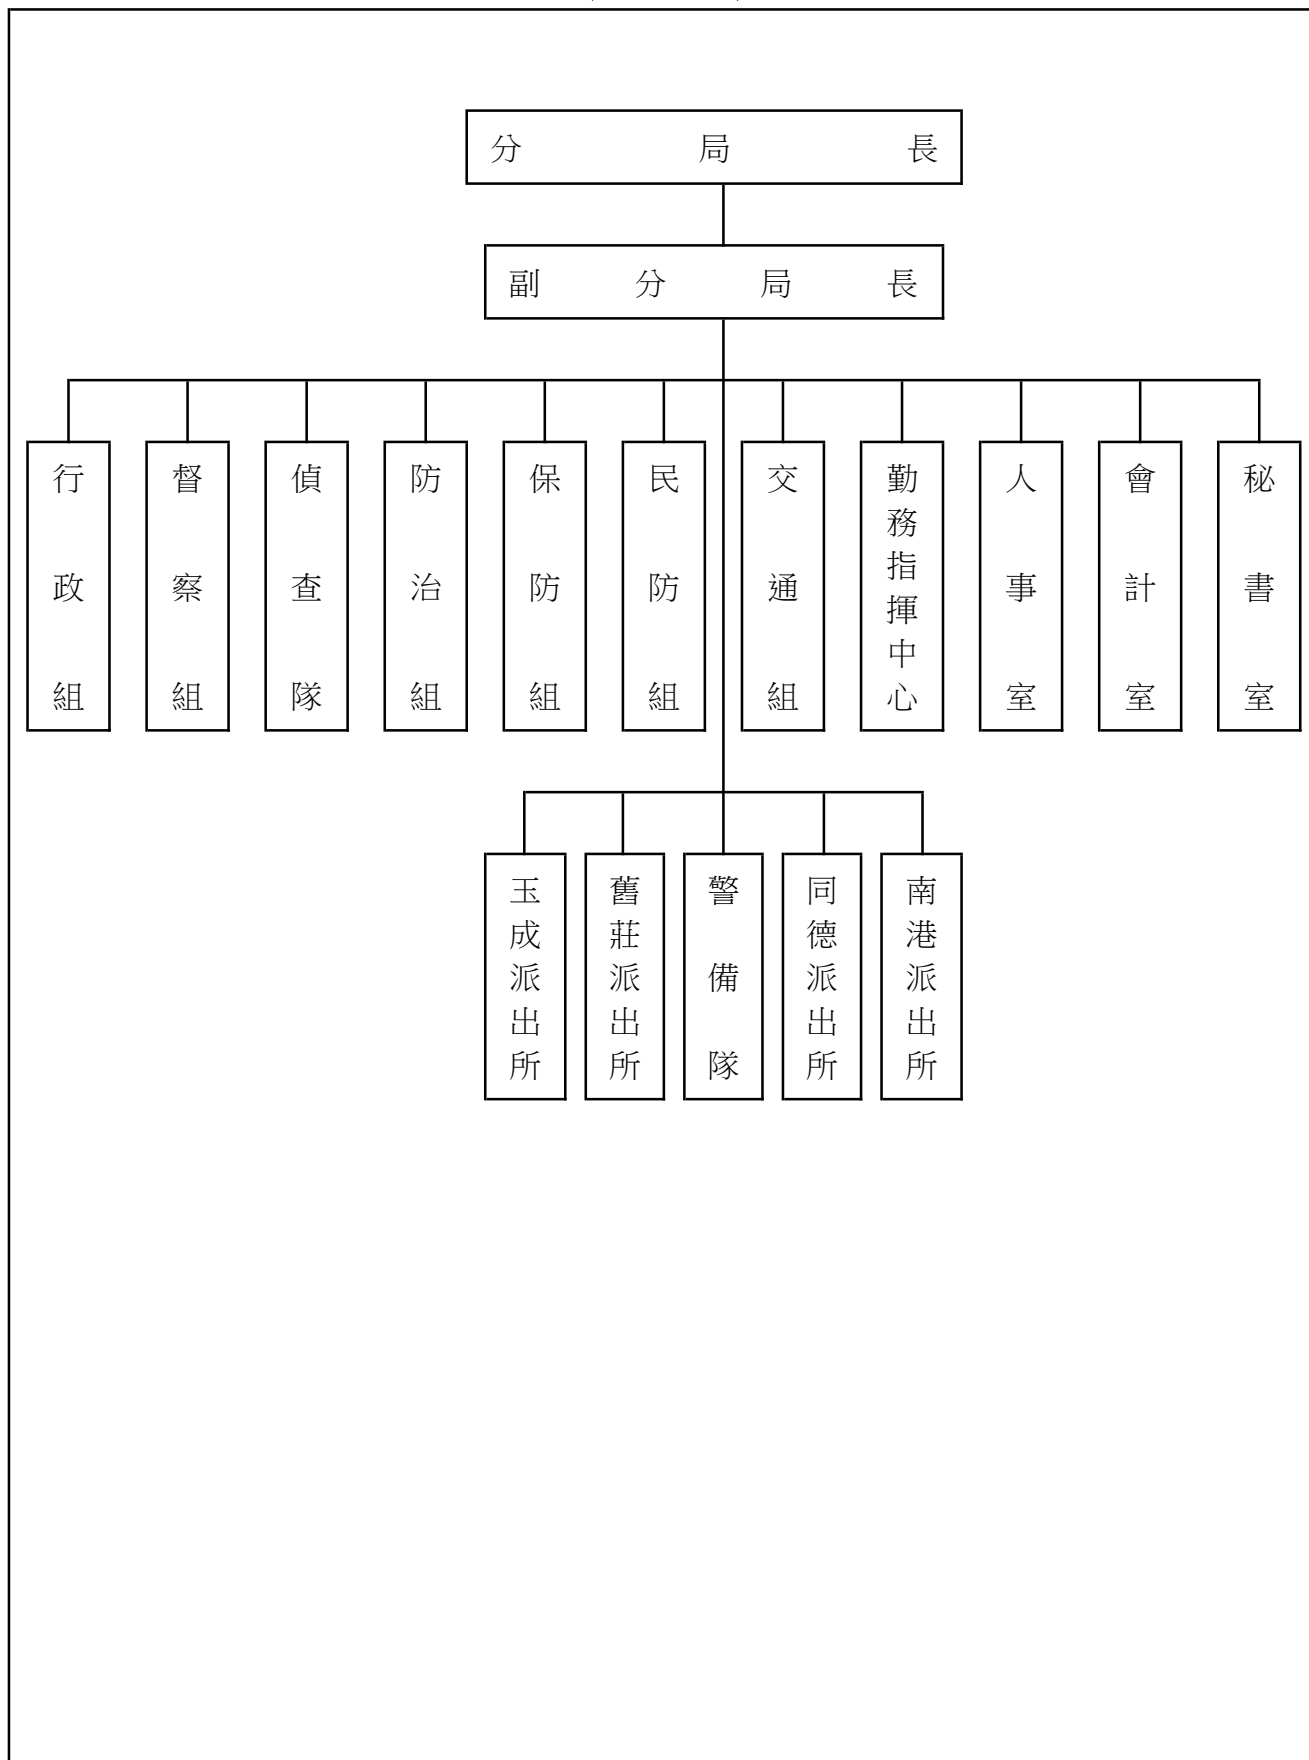 分局長
副分局長
行政組
督察組
偵查隊
防治組
保防組
民防組
交通組
勤務指揮中心
人事室
會計室
秘書室
玉成派出所
舊莊派出所
警備隊
同德派出所
南港派出所